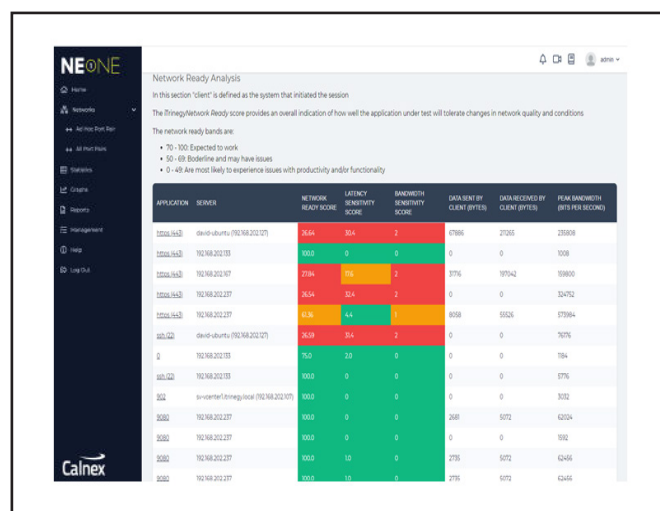 NE ONE
admin
Home
Networks
Ad Hoc Port Pair
All Port Pairs
Statistics
Graphs
Reports
Management
Help
Log Out
Calnex
Network Ready Analysis
In this section "client" is defined as the system that initiated the session
The iTrinegyNetwork Ready score provides an overall indication of how well the application under test will tolerate changes in network quality and conditions
The network ready bands are:
• 70 - 100: Expected to work
• 50 - 69: Boderline and may have issues
• 0 - 49: Are most likely to experience issues with productivity and/or functionality
APPLICATION SERVER NETWORK READY SCORE LATENCY SENSITIVITY SCORE BANDWIDTH SENSITIVITY SCORE DATA SENT BY CLIENT (BYTES) DATA RECEIVED BY CLIENT (BYTES) PEAK BANDWIDTH (BITS PER SECOND)
https (443) david-ubuntu (192.168.202.127) 26.64 30.4 2 67886 27265 235808
https (443) 192.168.202.133 100.0 0 0 0 0 1008
https (443) 192.168.202.167 27.84 17.6 2 31716 197042 159800
https (443) 192.168.202.237 26.54 32.4 2 0 0 324752
https (443) 192.168.202.237 61.36 4.4 1 8058 55526 573984
ssh (22) david-ubuntu (192.168.202.127) 26.59 31.4 2 0 0 76776
0 192.168.202.133 75.0 2.0 0 0 0 1184
ssh (22) 192.168.202.133 100.0 0 0 0 0 5776
902 sv-vcenter1.itrinegy.local (192.168.202.107) 100.0 0 0 0 0 3032
9080 192.168.202.237 100.0 0 0 2681 5072 62024
9080 192.168.202.237 100.0 0 0 0 0 1592
9080 192.168.202.237 100.0 1.0 0 2735 5072 62456
9080 192.168.202.237 100.0 1.0 0 2735 5072 62456